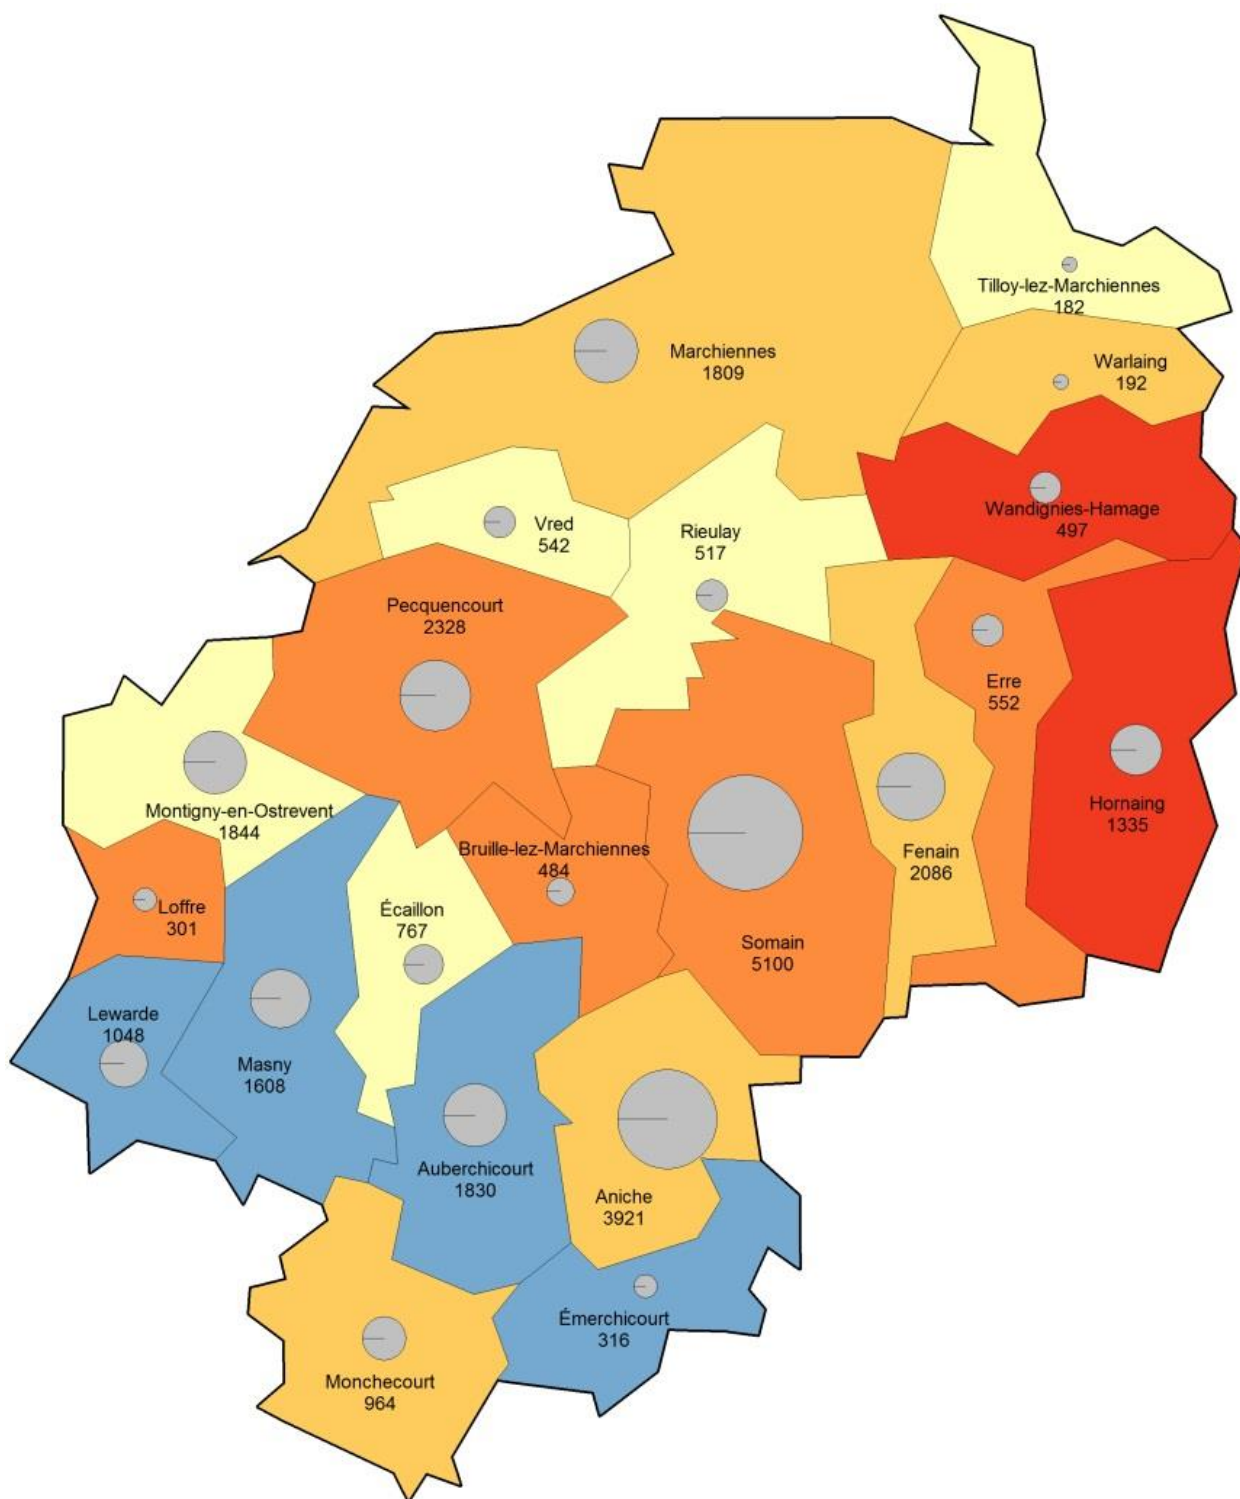 Tilloy-lez-Marchiennes
182
Marchiennes
1809
Warlaing
192
Wandignies-Hamage
497
Vred
542
Rieulay
517
Pecquencourt
2328
Erre
552
Montigny-en-Ostrevent
1844
Hornaing
1335
Bruille-lez-Marchiennes
484
Fenain
2086
Loffre
301
Écaillon
767
Somain
5100
Lewarde
1048
Masny
1608
Auberchicourt
1830
Aniche
3921
Émerchicourt
316
Monchecourt
964